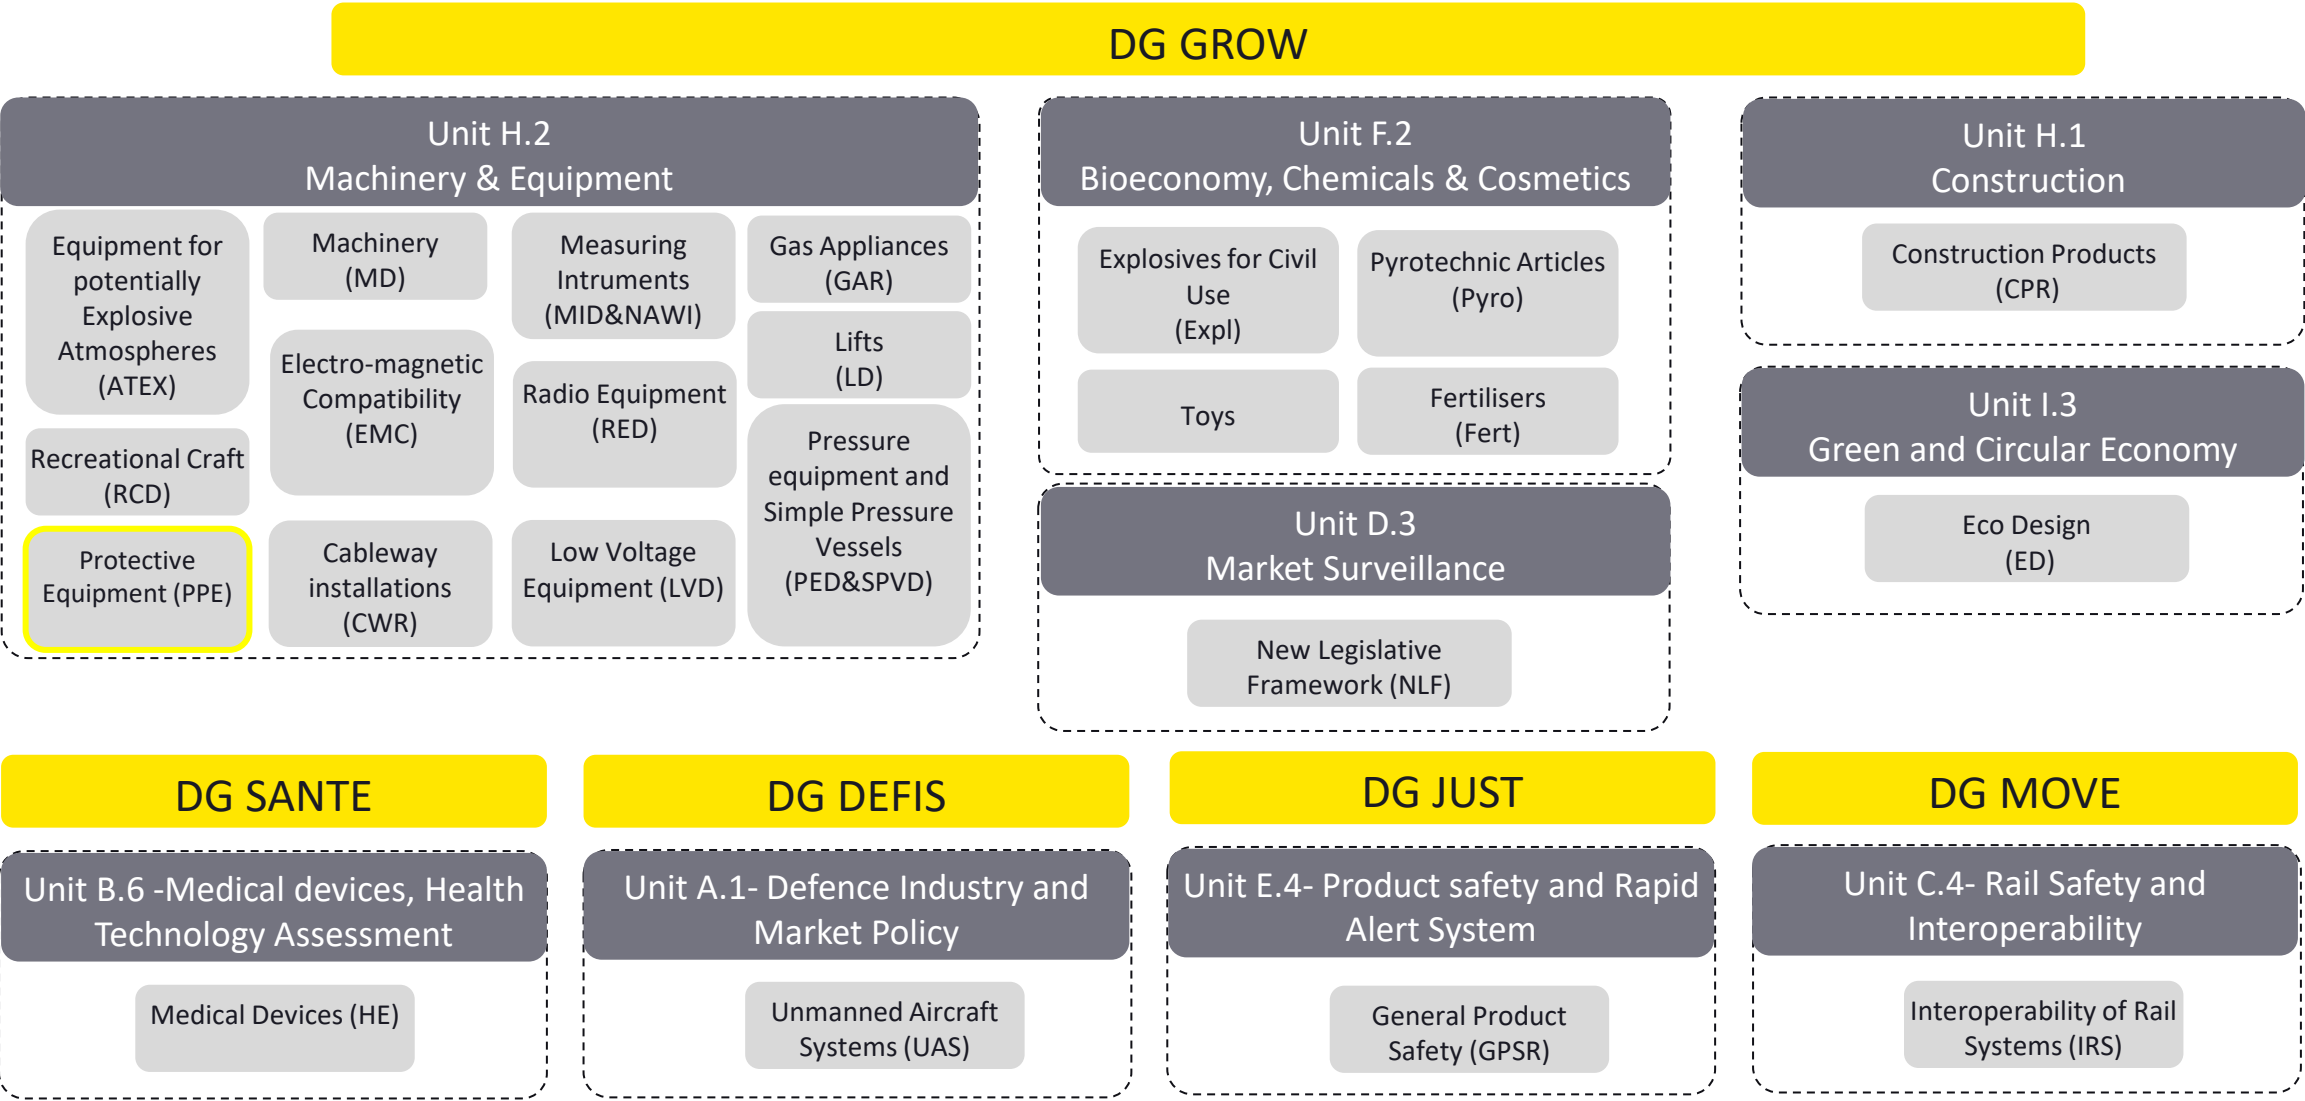 DG GROW
Unit H.2
Machinery & Equipment
Equipment for
potentially
Explosive
Atmospheres
(ATEX)
Recreational Craft
(RCD)
Protective
Equipment (PPE)
Machinery
(MD)
Electro-magnetic
Compatibility
(EMC)
Cableway
installations
(CWR)
Measuring
Intruments
(MID&NAWI)
Radio Equipment
(RED)
Low Voltage
Equipment (LVD)
Gas Appliances
(GAR)
Lifts
(LD)
Pressure
equipment and
Simple Pressure
Vessels
(PED&SPVD)
Unit F.2
Bioeconomy, Chemicals & Cosmetics
Explosives for Civil
Use
(Expl)
Pyrotechnic Articles
(Pyro)
Toys
Fertilisers
(Fert)
Unit D.3
Market Surveillance
New Legislative
Framework (NLF)
Unit H.1
Construction
Construction Products
(CPR)
Unit I.3
Green and Circular Economy
Eco Design
(ED)
DG SANTE
Unit B.6 -Medical devices, Health
Technology Assessment
Medical Devices (HE)
DG DEFIS
Unit A.1- Defence Industry and
Market Policy
Unmanned Aircraft
Systems (UAS)
DG JUST
Unit E.4- Product safety and Rapid
Alert System
General Product
Safety (GPSR)
DG MOVE
Unit C.4- Rail Safety and
Interoperability
Interoperability of Rail
Systems (IRS)